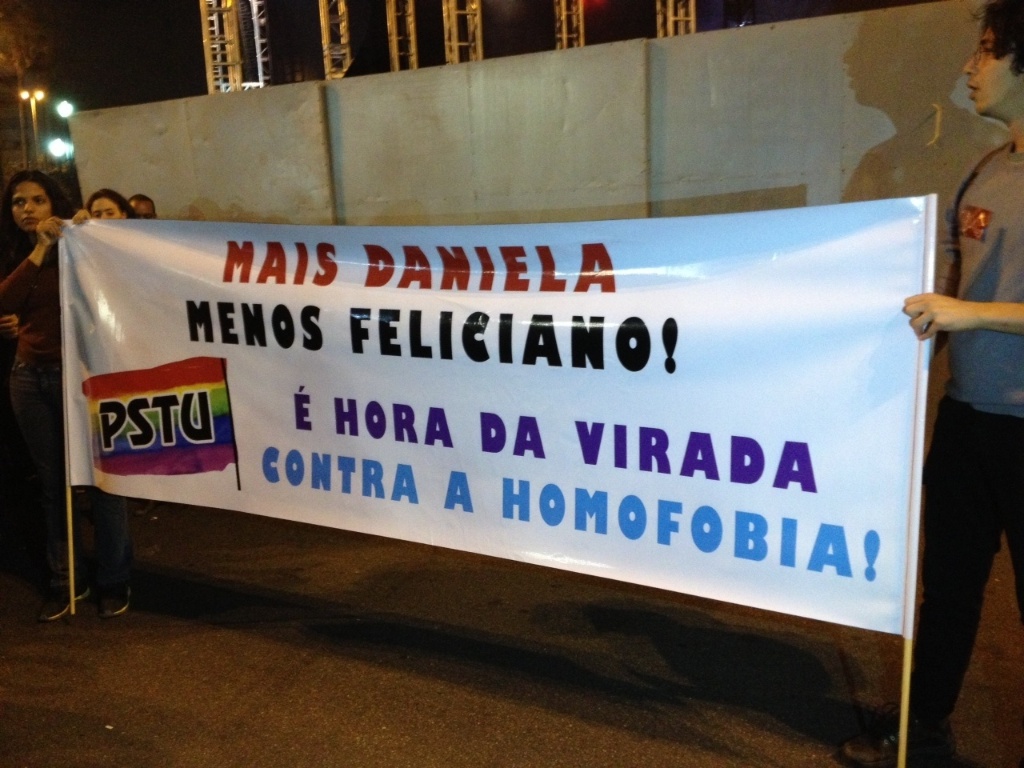 MAIS DANIELA
MENOS FELICIANO!
PSTU
É HORA DA VIRADA
CONTRA A HOMOFOBIA!